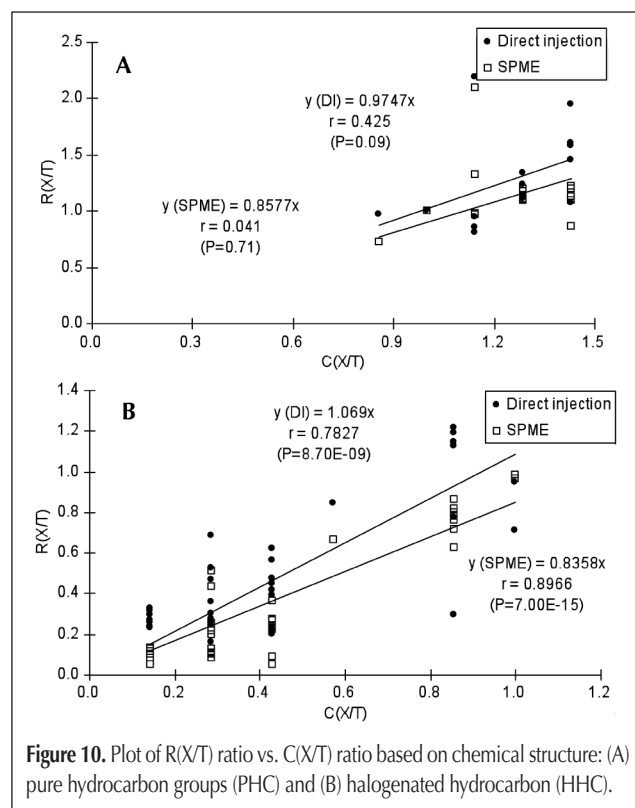 A
● Direct injection
□ SPME
y (DI) = 0.9747x
r = 0.425
(P=0.09)
y (SPME) = 0.8577x
r = 0.041
(P=0.71)
R(X/T)
2.5
2.0
1.5
1.0
0.5
0.0
0.0 0.3 0.6 0.9 1.2 1.5
C(X/T)
B
● Direct injection
□ SPME
y (DI) = 1.069x
r = 0.7827
(P=8.70E-09)
y (SPME) = 0.8358x
r = 0.8966
(P=7.00E-15)
R(X/T)
1.4
1.2
1.0
0.8
0.6
0.4
0.2
0.0
0.0 0.2 0.4 0.6 0.8 1.0 1.2
C(X/T)
Figure 10. Plot of R(X/T) ratio vs. C(X/T) ratio based on chemical structure: (A)
pure hydrocarbon groups (PHC) and (B) halogenated hydrocarbon (HHC).